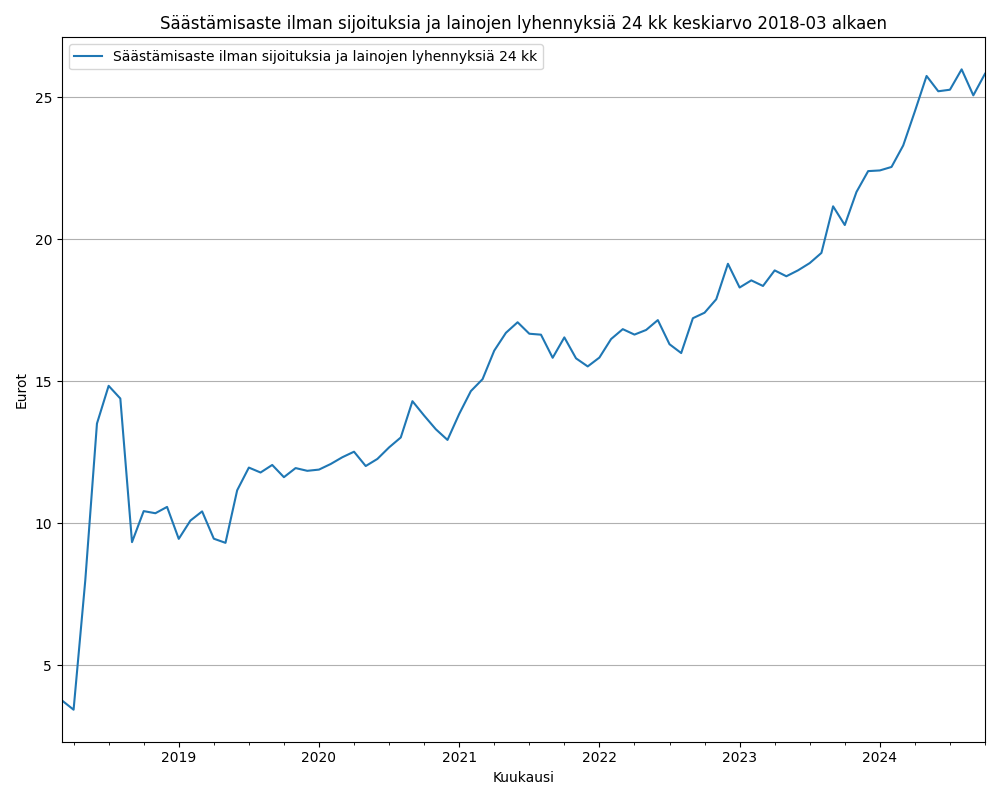 Säästämisaste ilman sijoituksia ja lainojen lyhennyksiä 24 kk keskiarvo 2018-03 alkaen
Säästämisaste ilman sijoituksia ja lainojen lyhennyksiä 24 kk
25
20
15
10
5
Eurot
2019 2020 2021 2022 2023 2024
Kuukausi